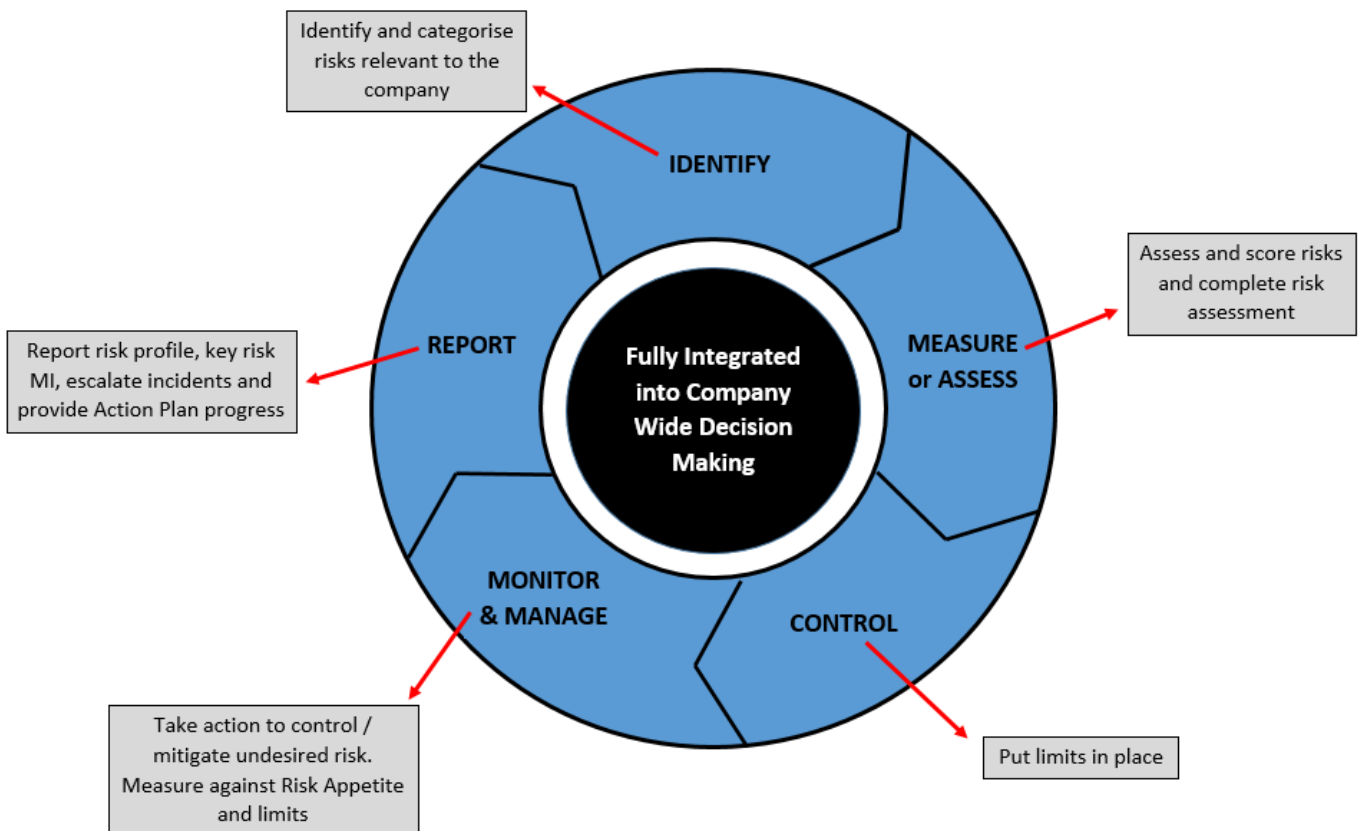 Identify and categorise
risks relevant to the
company
IDENTIFY
Assess and score risks
and complete risk
assessment
MEASURE
or ASSESS
Report risk profile, key risk
MI, escalate incidents and
provide Action Plan progress
REPORT
Fully Integrated
into Company
Wide Decision
Making
MONITOR
& MANAGE
CONTROL
Take action to control /
mitigate undesired risk.
Measure against Risk Appetite
and limits
Put limits in place